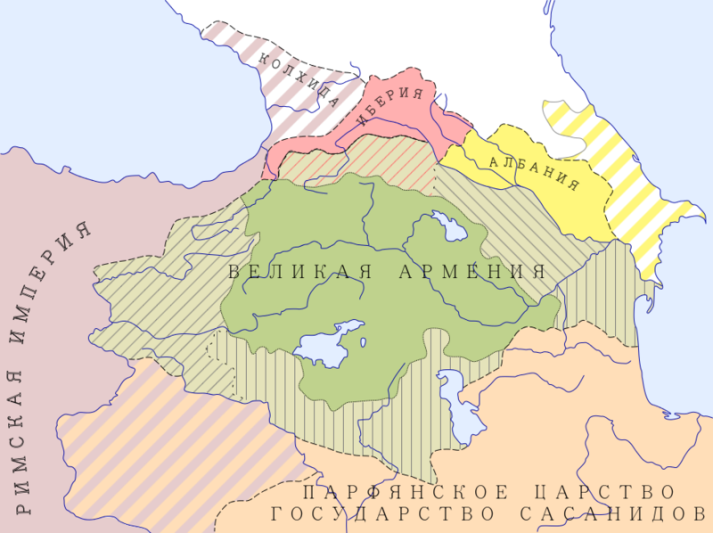 КОЛХИДА
ИБЕРИЯ
АЛБАНИЯ
РИМСКАЯ ИМПЕРИЯ
ВЕЛИКАЯ АРМЕНИЯ
ПАРФЯНСКОЕ ЦАРСТВО
ГОСУДАРСТВО САСАНИДОВ